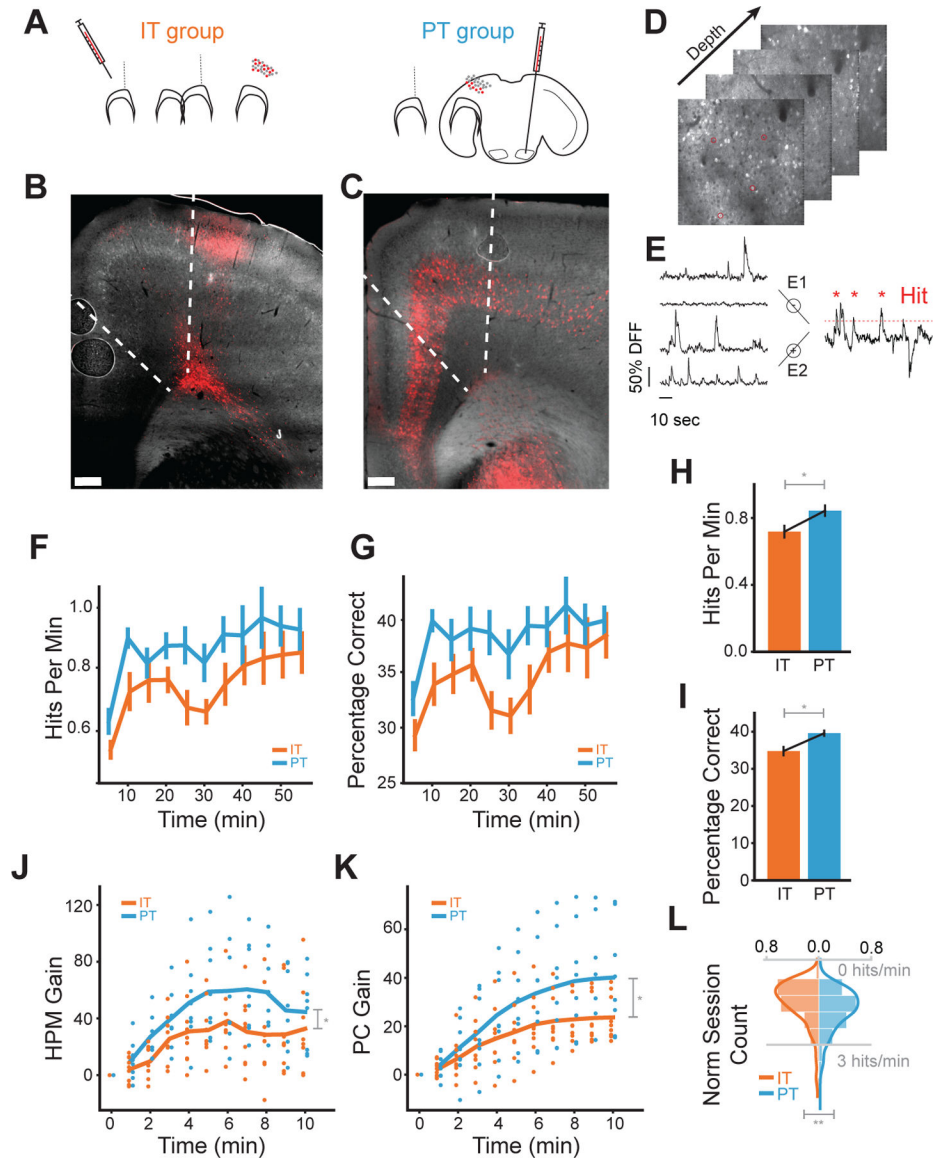 A
IT group
PT group
D
Depth
B
C
E
E1
E2
* * * Hit
50% DFF
10 sec
F
Hits Per Min
1.0
0.8
0.6
10 20 30 40 50
Time (min)
IT
PT
G
Percentage Correct
40
35
30
25
10 20 30 40 50
Time (min)
IT
PT
H
*
Hits Per Min
0.8
0.4
0.0
IT PT
I
*
Percentage Correct
40
30
20
10
0
IT PT
J
HPM Gain
120
80
40
0
0 2 4 6 8 10
Time (min)
IT
PT
*
K
PC Gain
60
40
20
0
0 2 4 6 8 10
Time (min)
IT
PT
*
L
0.8 0.0 0.8
0 hits/min
Norm Session
Count
3 hits/min
IT
PT
**